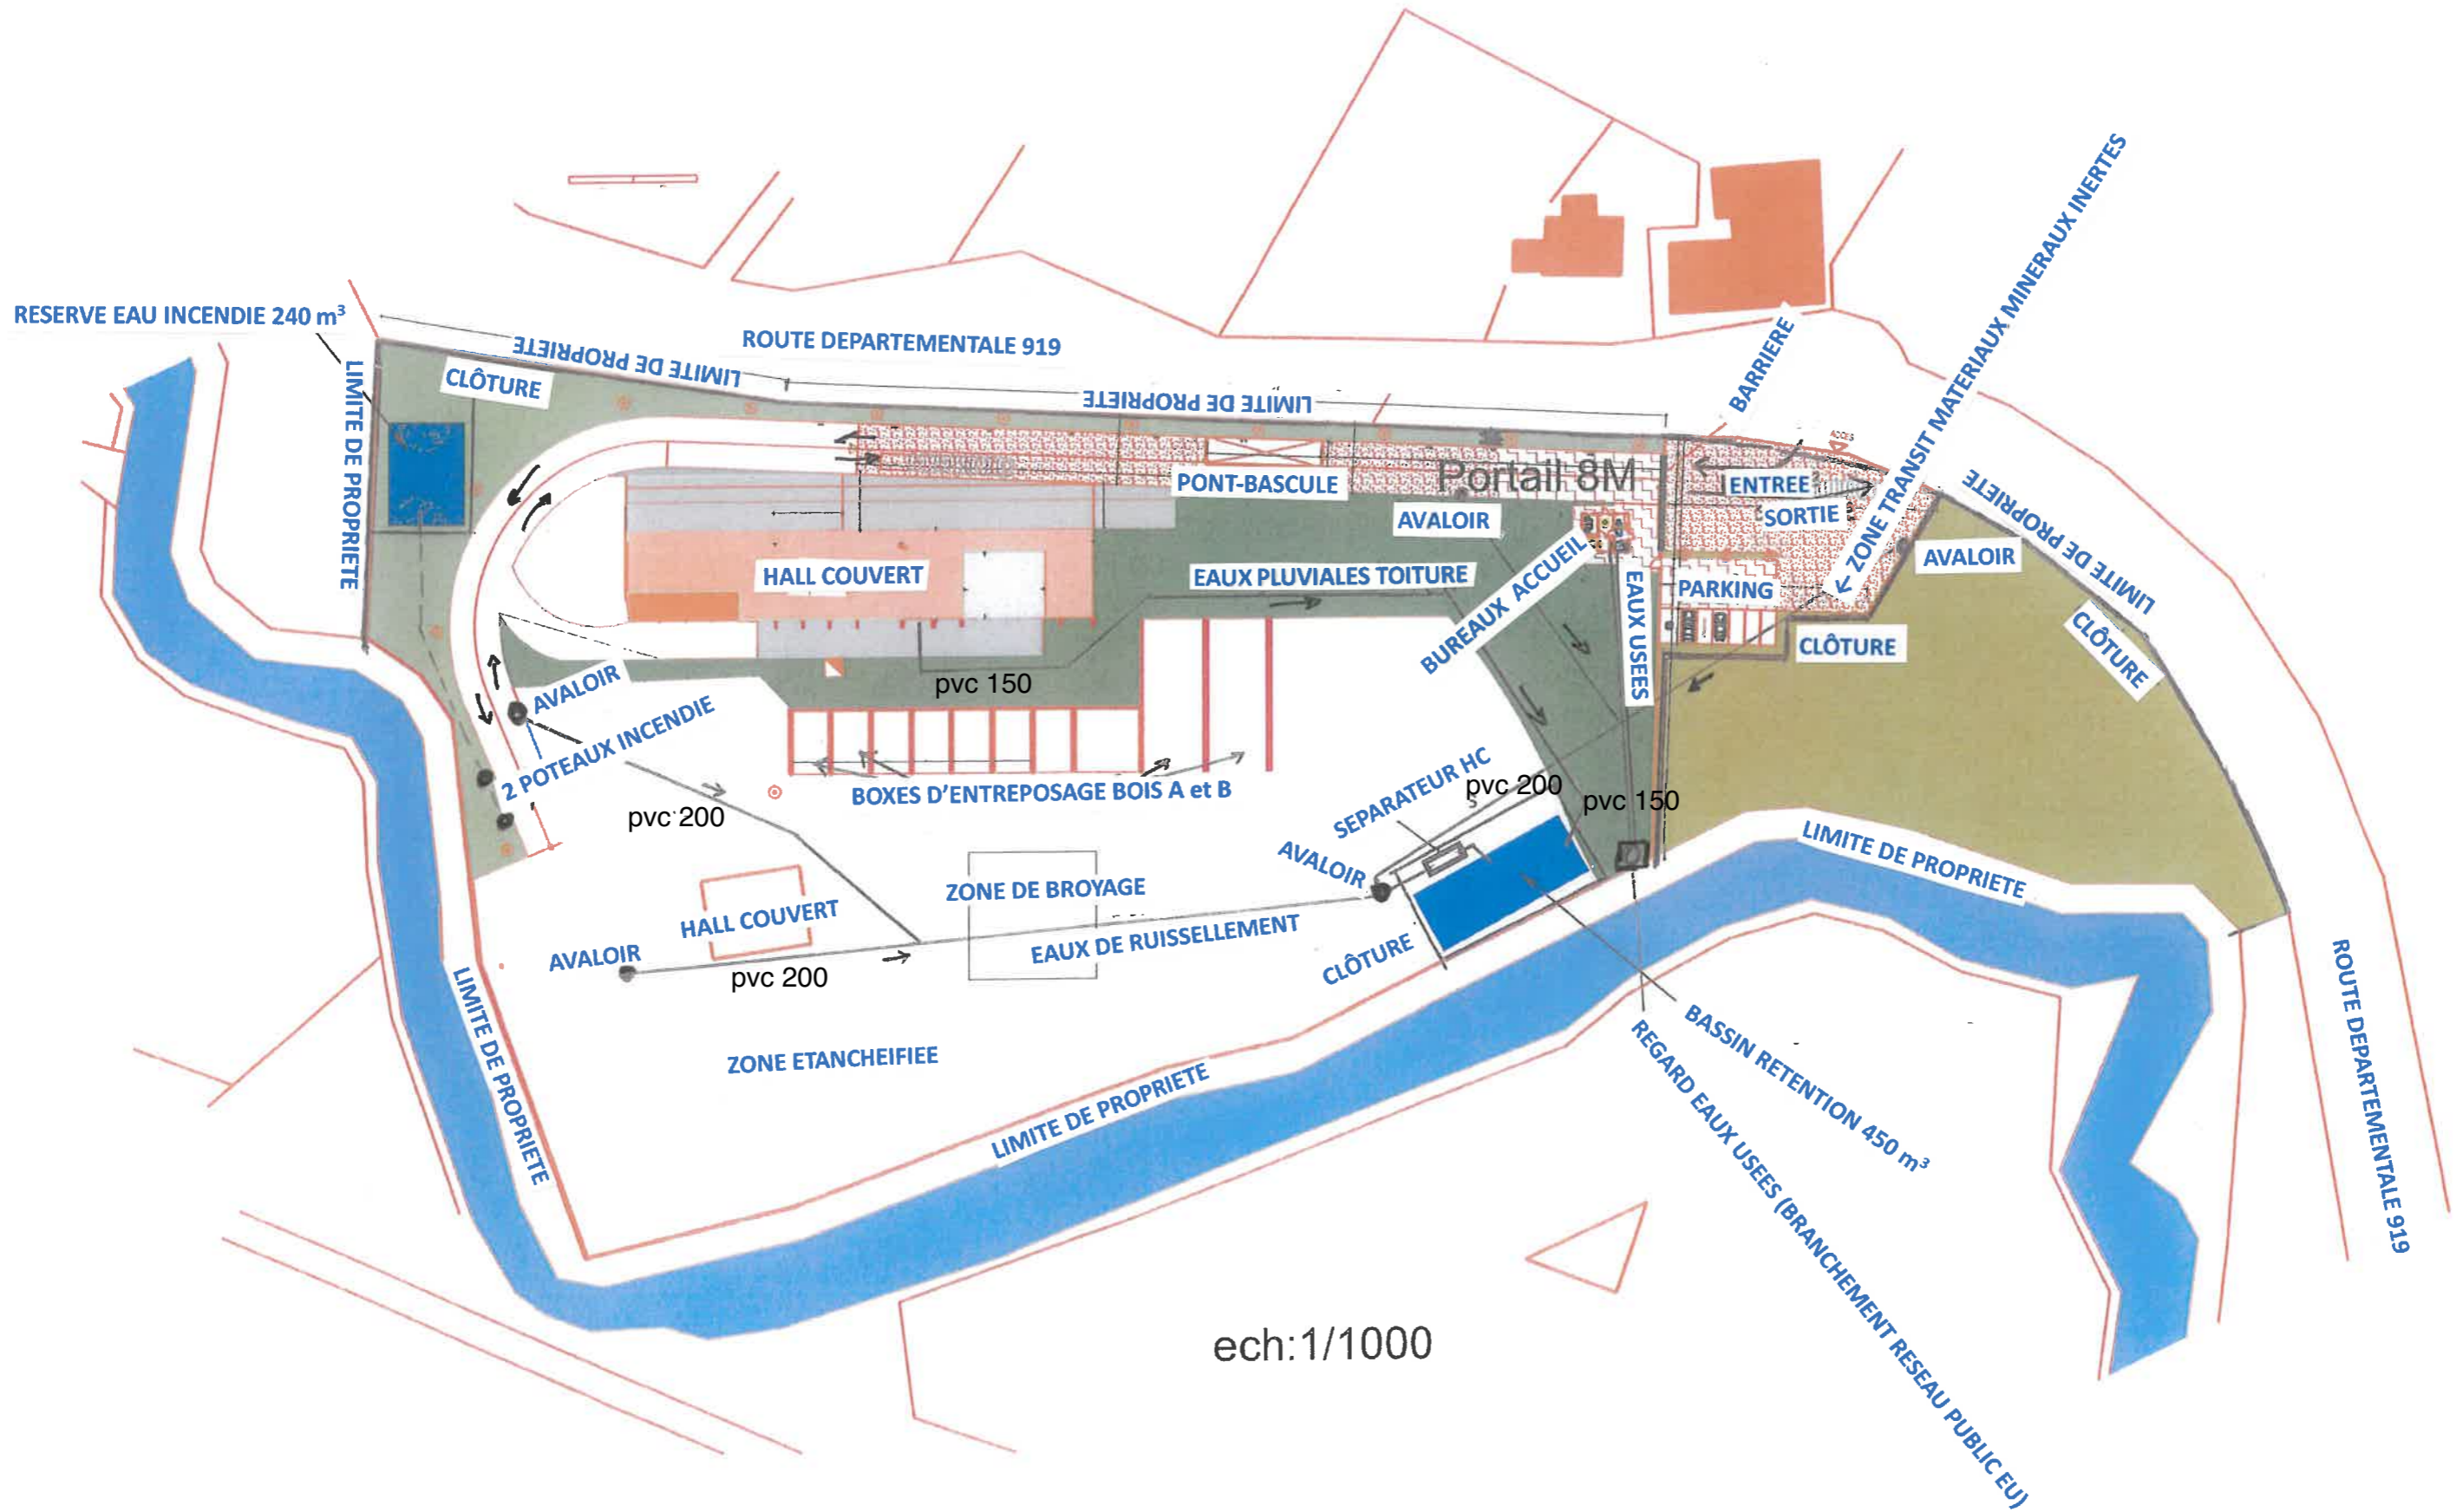 RESERVE EAU INCENDIE 240 m³
LIMITE DE PROPRIETE
CLÔTURE
LIMITE DE PROPRIETE
ROUTE DEPARTEMENTALE 919
LIMITE DE PROPRIETE
BARRIERE
← ZONE TRANSIT MATERIAUX MINERAUX INERTES
ACCES
LIMITE DE PROPRIETE
PONT-BASCULE
Portail 8M
ENTREE
SORTIE
AVALOIR
AVALOIR
HALL COUVERT
EAUX PLUVIALES TOITURE
BUREAUX ACCUEIL
EAUX USEES
PARKING
CLÔTURE
CLÔTURE
AVALOIR
pvc 150
2 POTEAUX INCENDIE
pvc 200
BOXES D'ENTREPOSAGE BOIS A et B
SEPARATEUR HC
pvc 200
pvc 150
AVALOIR
LIMITE DE PROPRIETE
ZONE DE BROYAGE
HALL COUVERT
AVALOIR
pvc 200
EAUX DE RUISSELLEMENT
CLÔTURE
LIMITE DE PROPRIETE
ZONE ETANCHEIFIEE
LIMITE DE PROPRIETE
BASSIN RETENTION 450 m³
REGARD EAUX USEES (BRANCHEMENT RESEAU PUBLIC EU)
ROUTE DEPARTEMENTALE 919
ech:1/1000